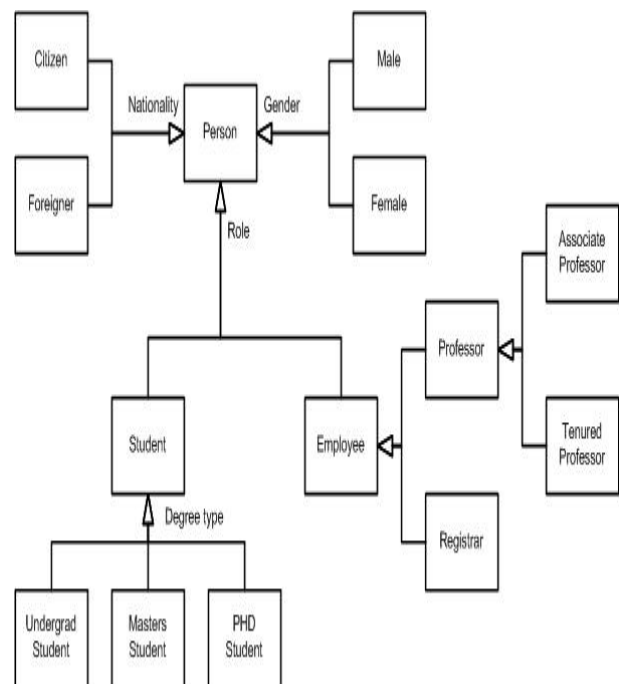 Citizen
Male
Nationality
Gender
Person
Foreigner
Female
Role
Associate
Professor
Professor
Student
Employee
Tenured
Professor
Degree type
Registrar
Undergrad
Student
Masters
Student
PHD
Student